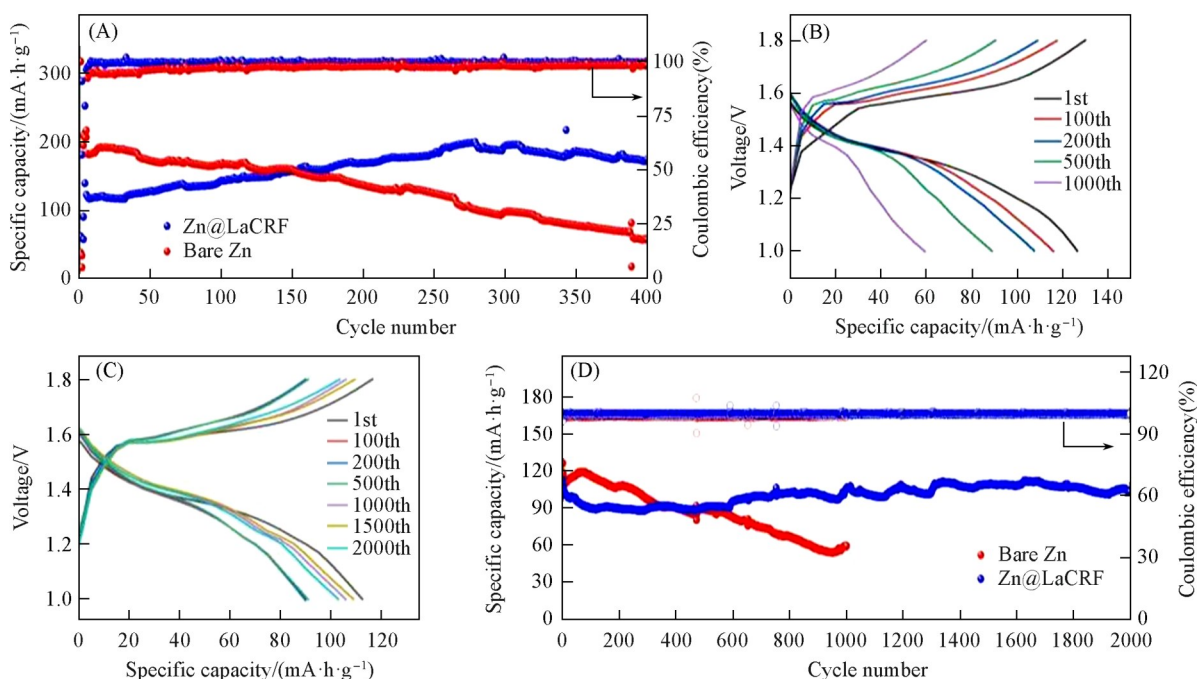 (A)
Specific capacity/(mA·h·g⁻¹)
300
200
100
0
100
75
50
25
0
Coulombic efficiency(%)
Zn@LaCRF
Bare Zn
0 50 100 150 200 250 300 350 400
Cycle number
(B)
Voltage/V
1.8
1.6
1.4
1.2
1.0
1st
100th
200th
500th
1000th
0 20 40 60 80 100 120 140
Specific capacity/(mA·h·g⁻¹)
(C)
Voltage/V
1.8
1.6
1.4
1.2
1.0
1st
100th
200th
500th
1000th
1500th
2000th
0 20 40 60 80 100 120
Specific capacity/(mA·h·g⁻¹)
(D)
Specific capacity/(mA·h·g⁻¹)
180
150
120
90
60
30
0
120
90
60
30
0
Coulombic efficiency(%)
Bare Zn
Zn@LaCRF
0 200 400 600 800 1000 1200 1400 1600 1800 2000
Cycle number